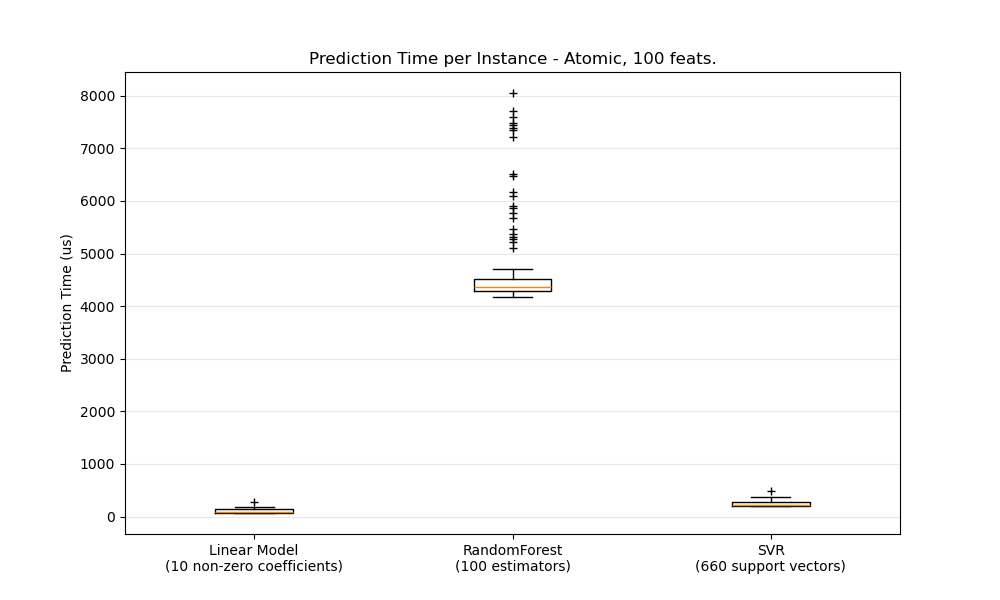 Prediction Time per Instance - Atomic, 100 feats.
Prediction Time (us)
8000
7000
6000
5000
4000
3000
2000
1000
0
Linear Model
(10 non-zero coefficients)
RandomForest
(100 estimators)
SVR
(660 support vectors)